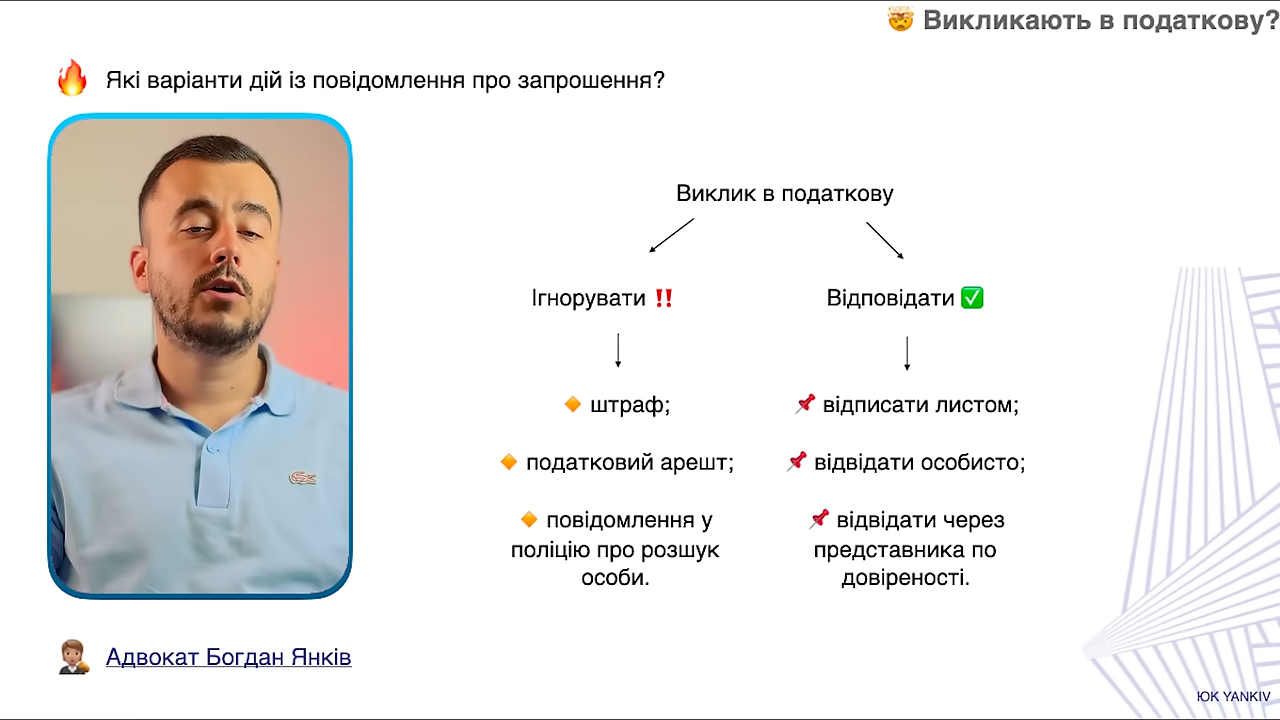 🤯 Викликають в податкову?
🔥 Які варіанти дій із повідомлення про запрошення?
Виклик в податкову
Ігнорувати ‼️
Відповідати ✅
🔸 штраф;
🔸 податковий арешт;
🔸 повідомлення у
поліцію про розшук
особи.
📌 відписати листом;
📌 відвідати особисто;
📌 відвідати через
представника по
довіреності.
Адвокат Богдан Янків
ЮК YANKIV